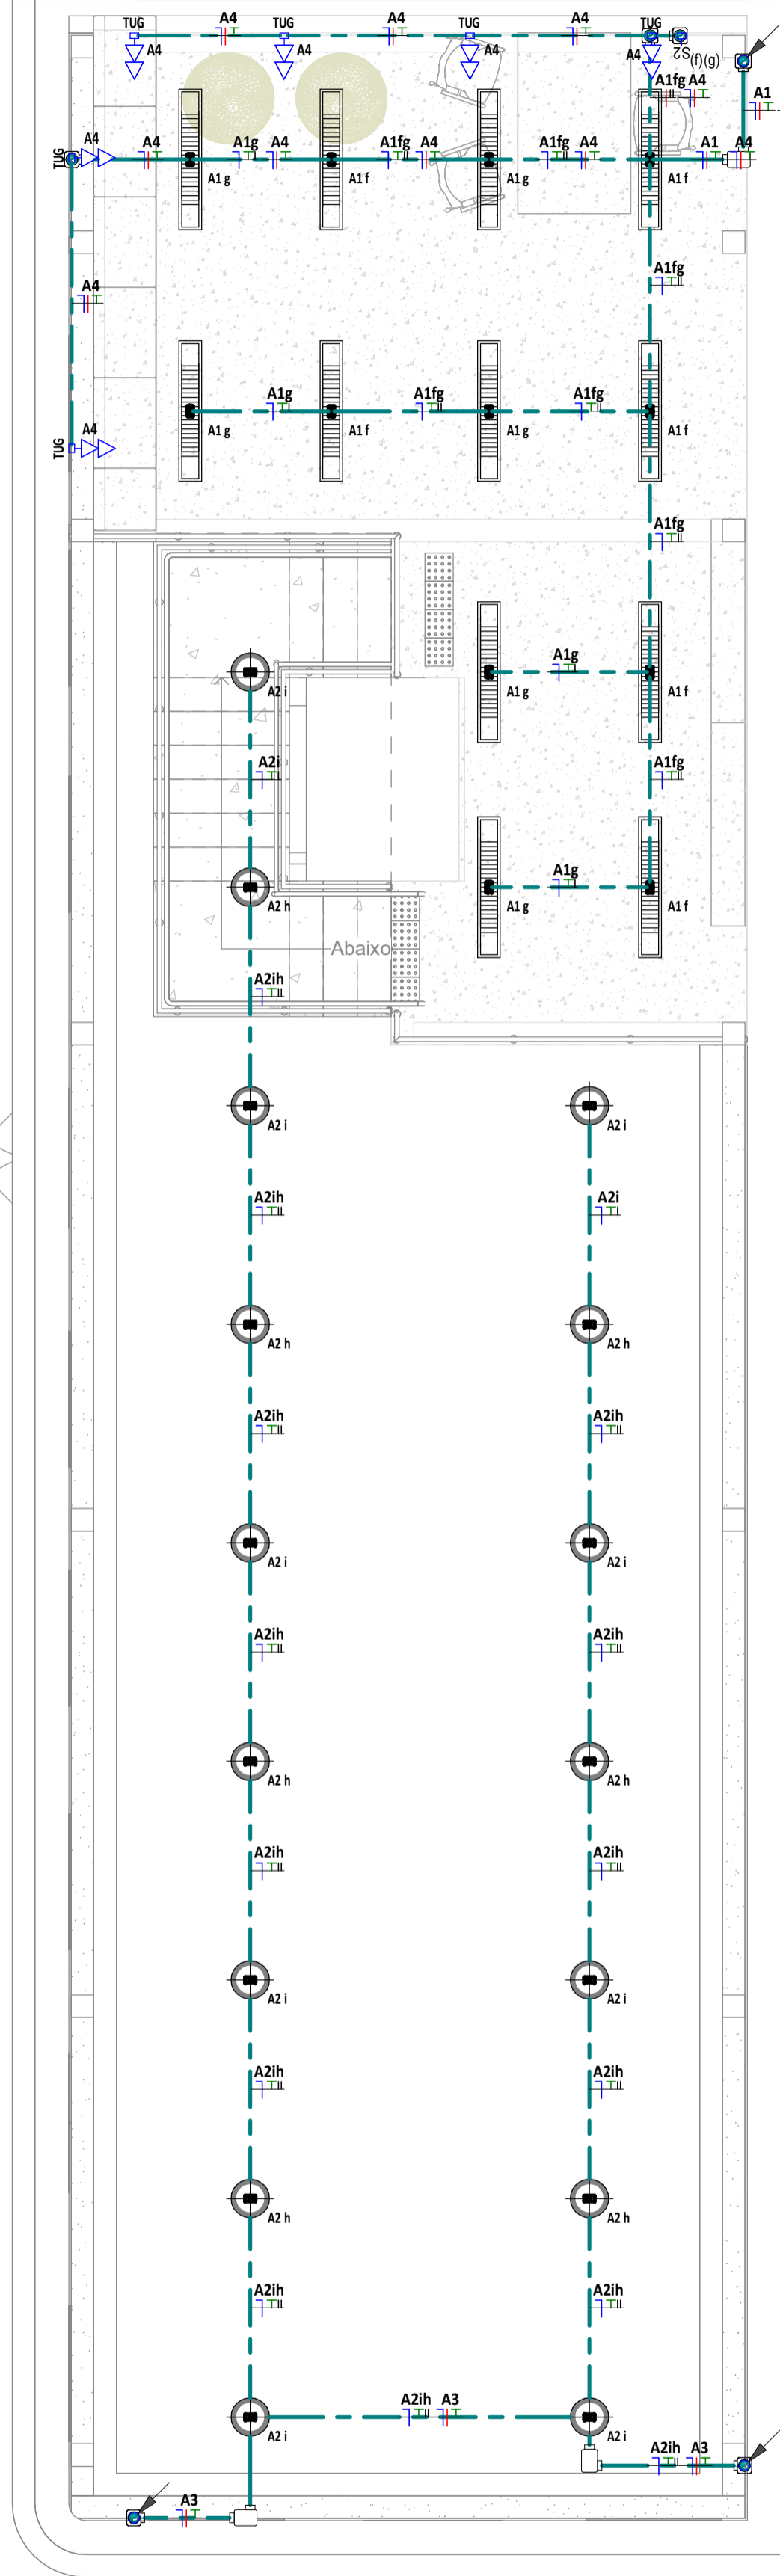 TUG A4 TUG A4 TUG A4 TUG
A4 A4 A4 A4
S2(f)(g)
A1fg A4
A1
TUG A4 A4 A1g A4 A1fg A4 A1fg A4 A1 A4
A1 g A1 f A1 g A1 f
A1fg
A4
A1g A1fg A1fg
A1 g A1 f A1 g A1 f
TUG A4
A1fg
A1g
A2 i A1 g A1 f
A2i A1fg
A1g
A2 h A1 g A1 f
Abaixo
A2ih
A2 i A2 i
A2ih A2i
A2 h A2 h
A2ih A2ih
A2 i A2 i
A2ih A2ih
A2 h A2 h
A2ih A2ih
A2 i A2 i
A2ih A2ih
A2 h A2 h
A2ih A2ih
A2ih A3
A2 i A2 i
A2ih A3
A3